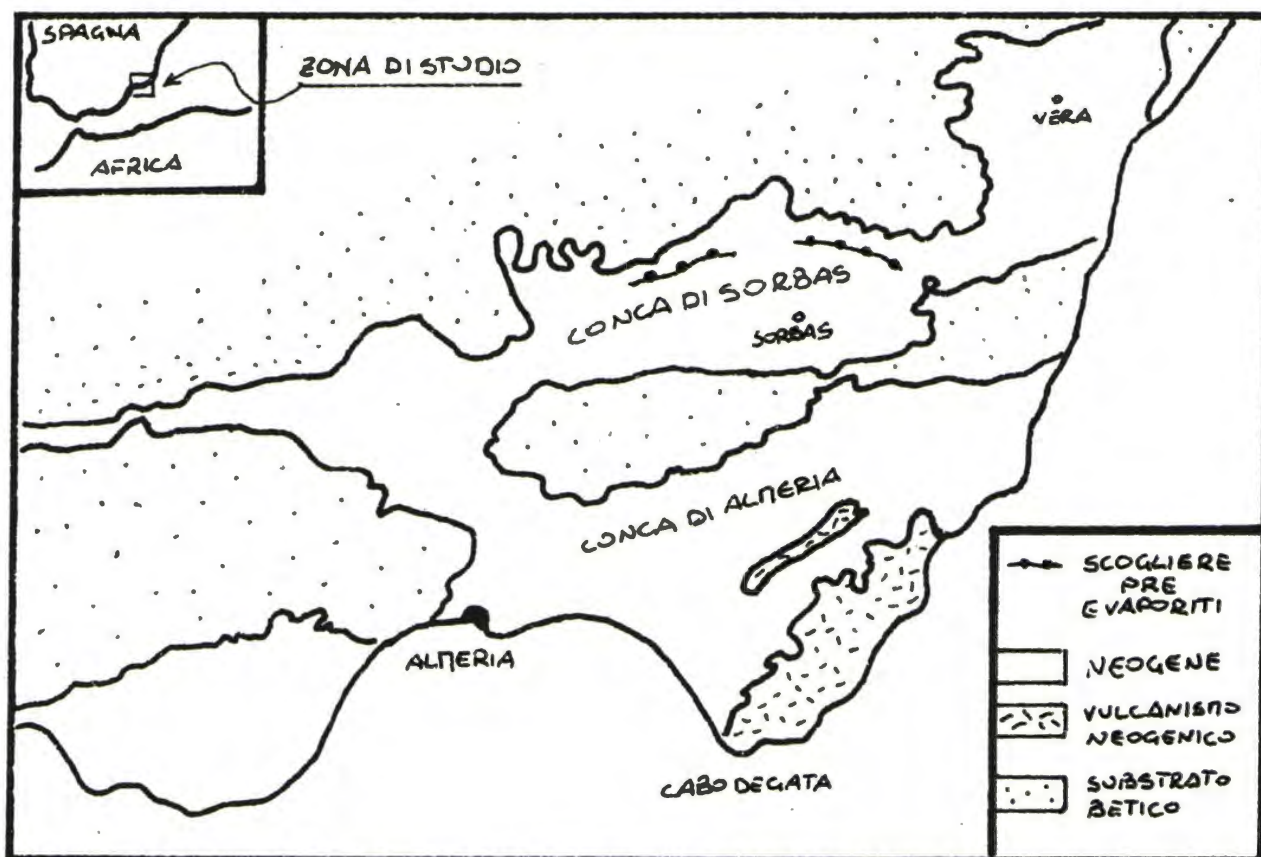 SPAGNA
ZONA DI STUDIO
AFRICA
VERA
CONCA DI SORBAS
SORBAS
CONCA DI ALMERIA
ALMERIA
CABO DEGATA
SCOGLIERE
PRE
EVAPORITI
NEOGENE
VULCANISMO
NEOGENICO
SUBSTRATO
BETICO